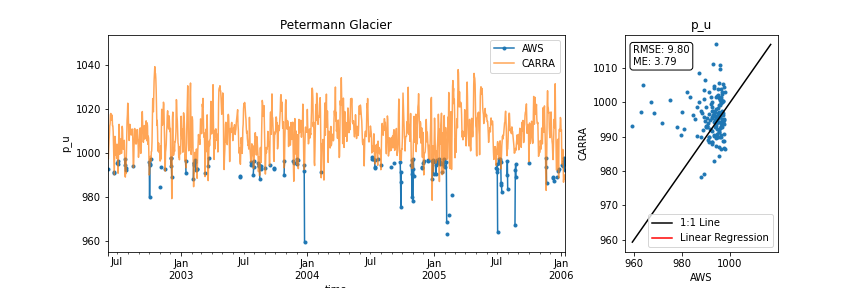 Petermann Glacier
p_u
1040
1020
1000
980
960
AWS
CARRA
Jul
Jan
2003
Jul
Jan
2004
Jul
Jan
2005
Jul
Jan
2006
time
p_u
RMSE: 9.80
ME: 3.79
CARRA
1010
1000
990
980
970
960
1:1 Line
Linear Regression
960
980
1000
AWS